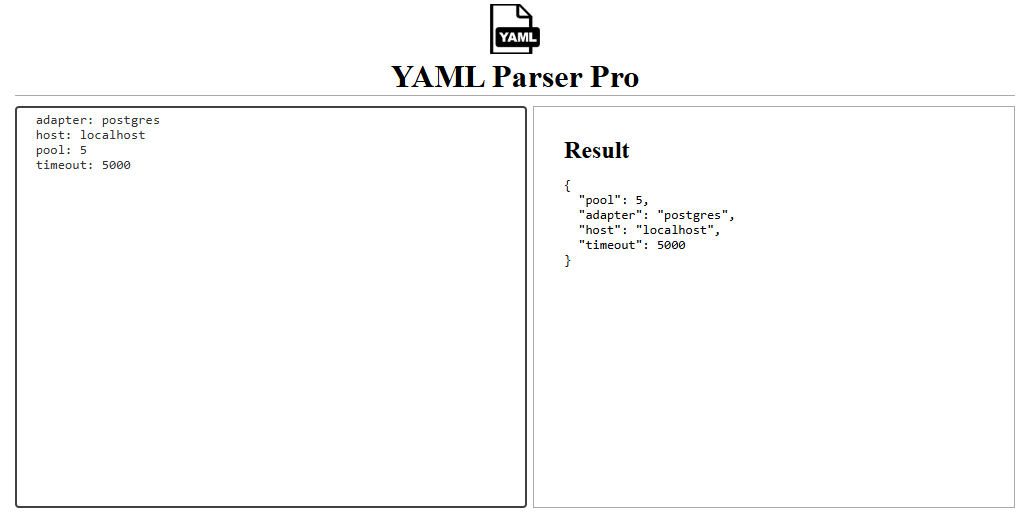 YAML
YAML Parser Pro
adapter: postgres
host: localhost
pool: 5
timeout: 5000
Result
{
  "pool": 5,
  "adapter": "postgres",
  "host": "localhost",
  "timeout": 5000
}